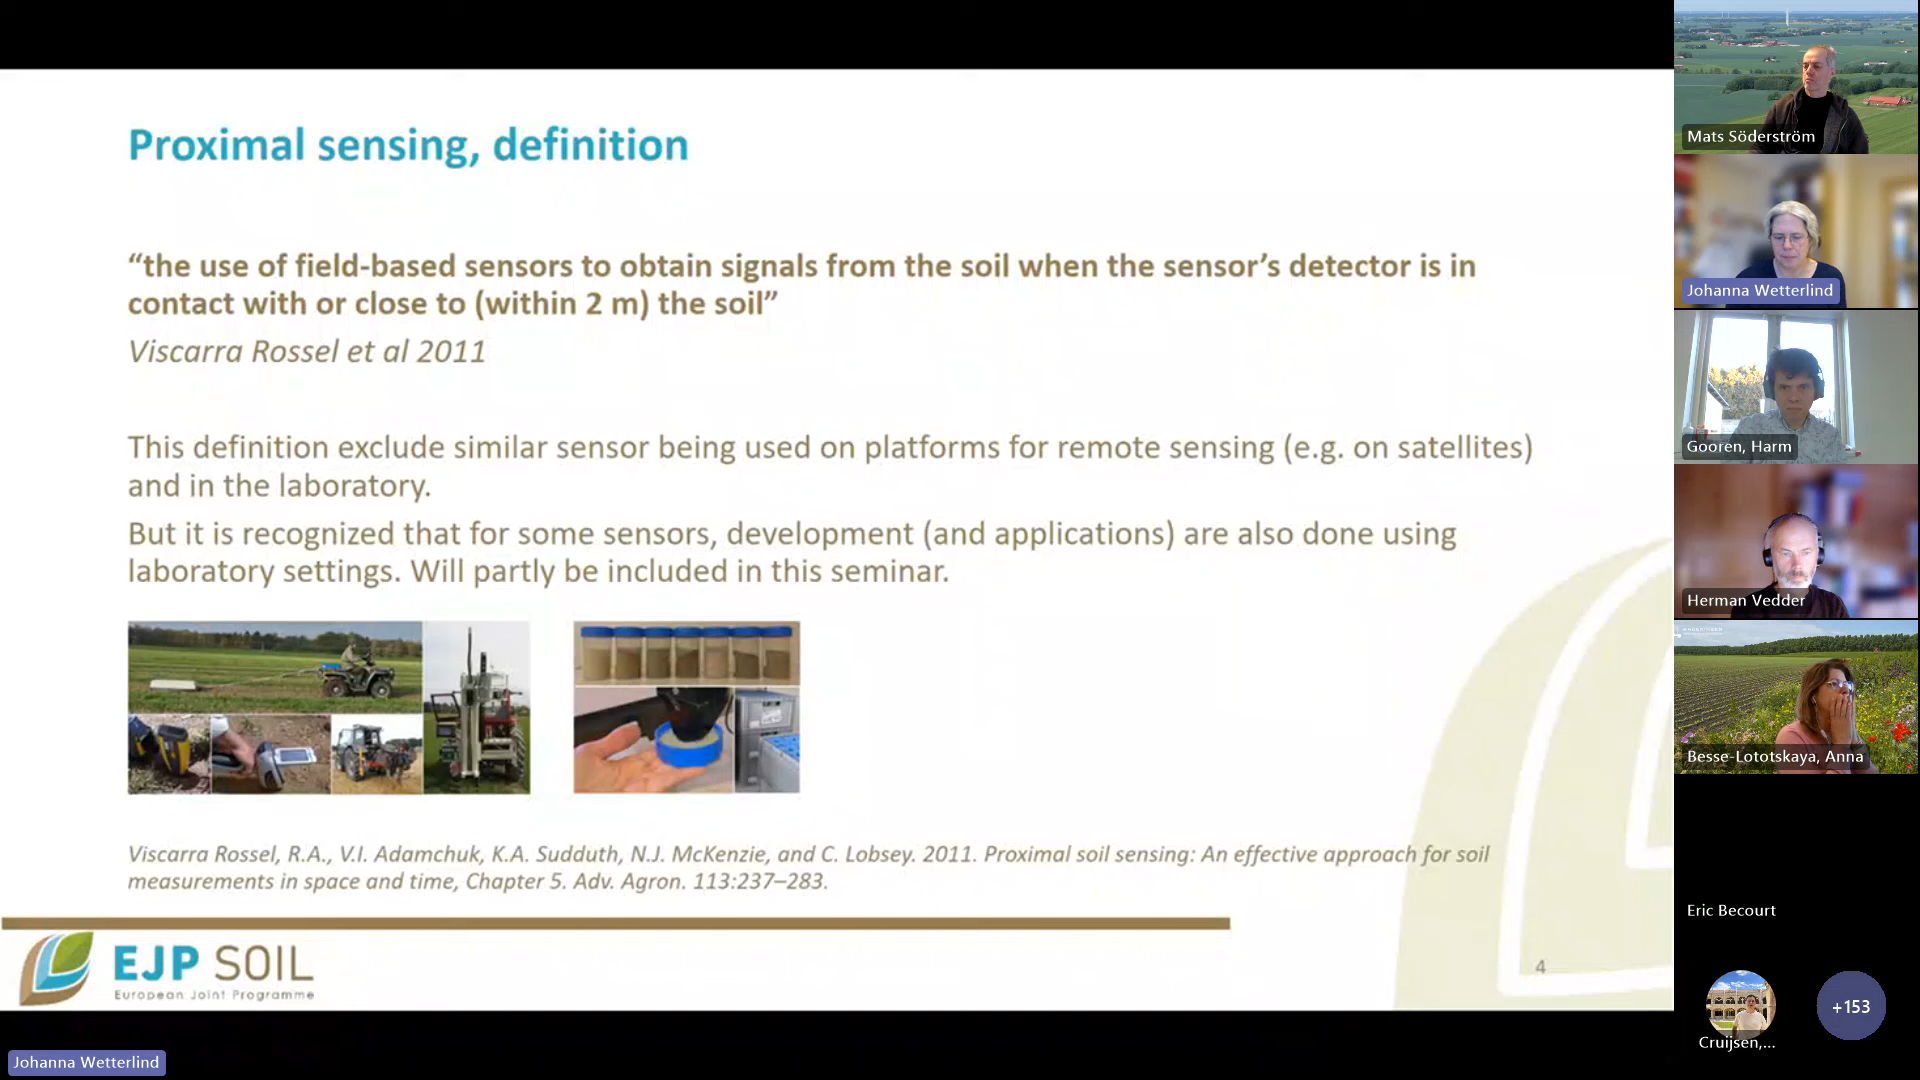 Proximal sensing, definition
“the use of field-based sensors to obtain signals from the soil when the sensor’s detector is in
contact with or close to (within 2 m) the soil”
Viscarra Rossel et al 2011
This definition exclude similar sensor being used on platforms for remote sensing (e.g. on satellites)
and in the laboratory.
But it is recognized that for some sensors, development (and applications) are also done using
laboratory settings. Will partly be included in this seminar.
Viscarra Rossel, R.A., V.I. Adamchuk, K.A. Sudduth, N.J. McKenzie, and C. Lobsey. 2011. Proximal soil sensing: An effective approach for soil
measurements in space and time, Chapter 5. Adv. Agron. 113:237–283.
EJP SOIL
European Joint Programme
4
Johanna Wetterlind
Mats Söderström
Johanna Wetterlind
Gooren, Harm
Herman Vedder
Besse-Lototskaya, Anna
Eric Becourt
Cruijsen,...
+153